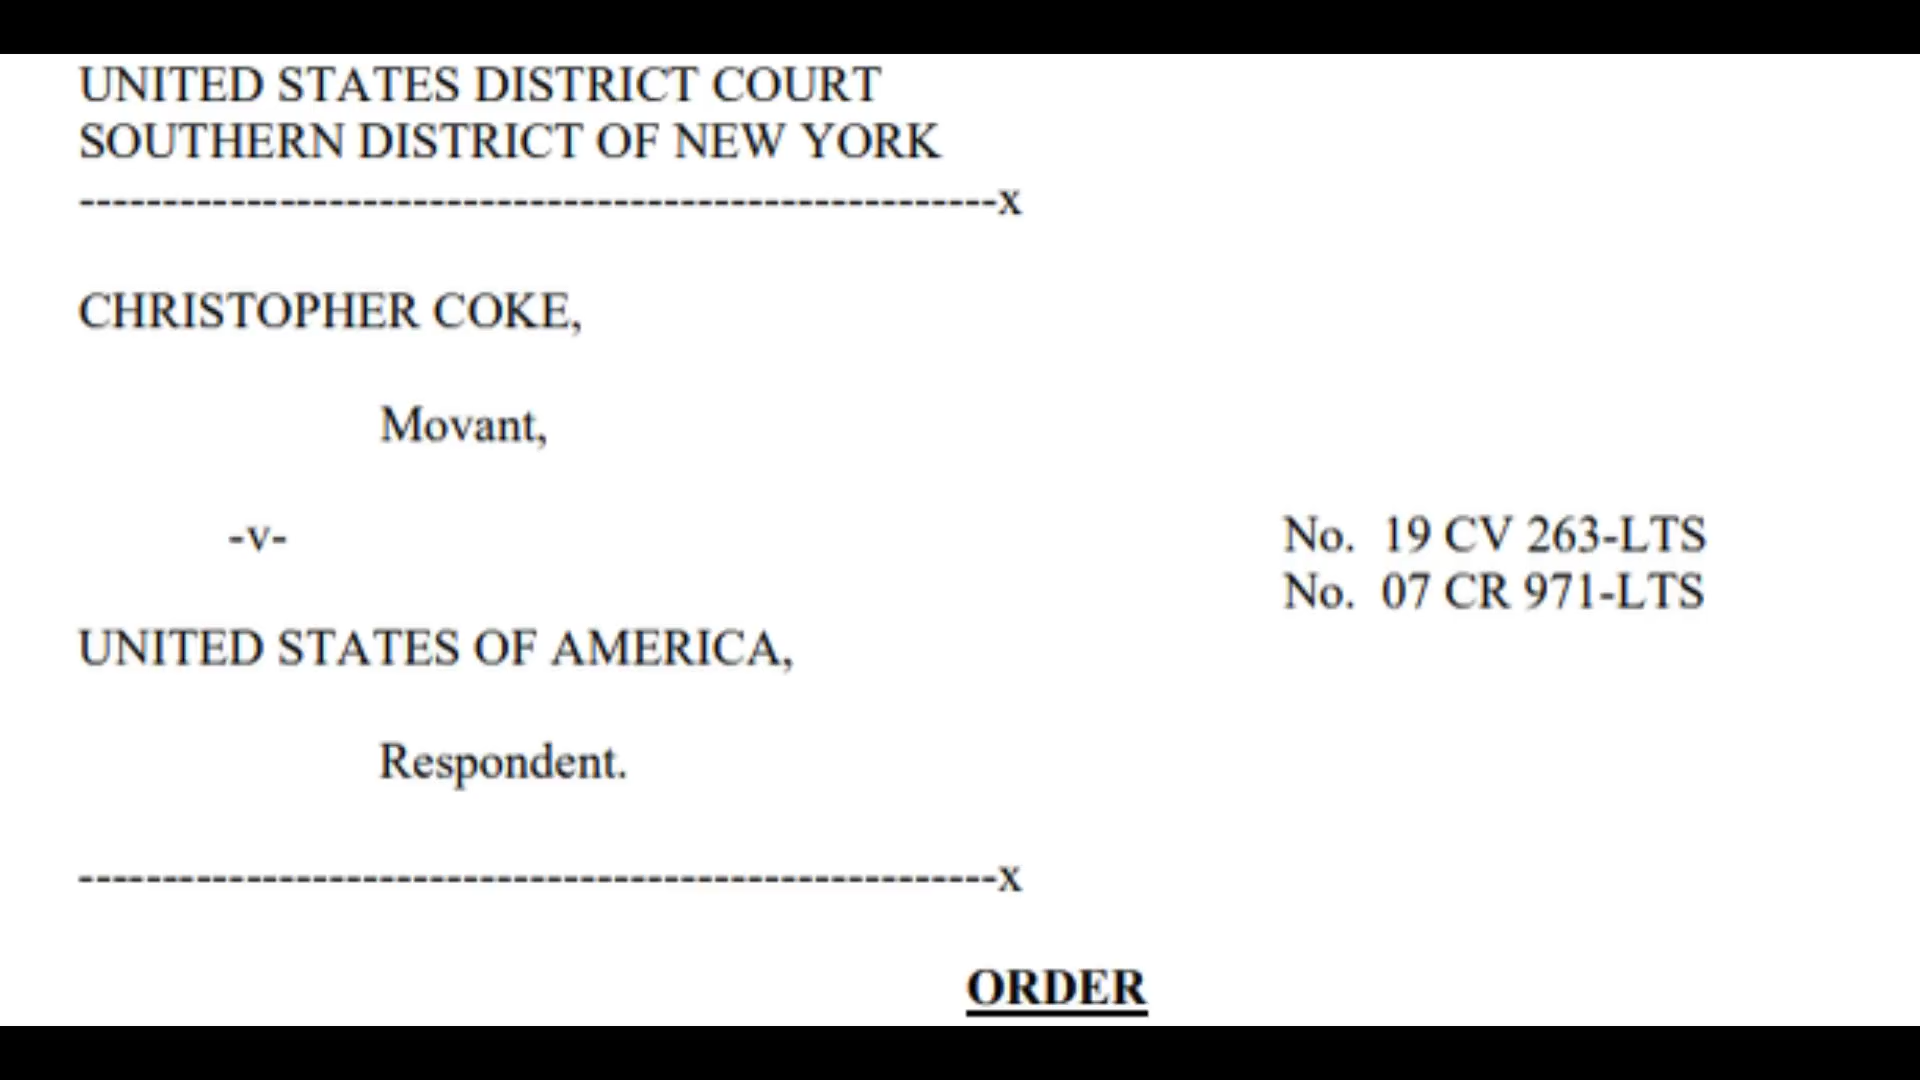 UNITED STATES DISTRICT COURT
SOUTHERN DISTRICT OF NEW YORK
-------------------------------------------------------x
CHRISTOPHER COKE,
Movant,
-v-
No. 19 CV 263-LTS
No. 07 CR 971-LTS
UNITED STATES OF AMERICA,
Respondent.
-------------------------------------------------------x
ORDER